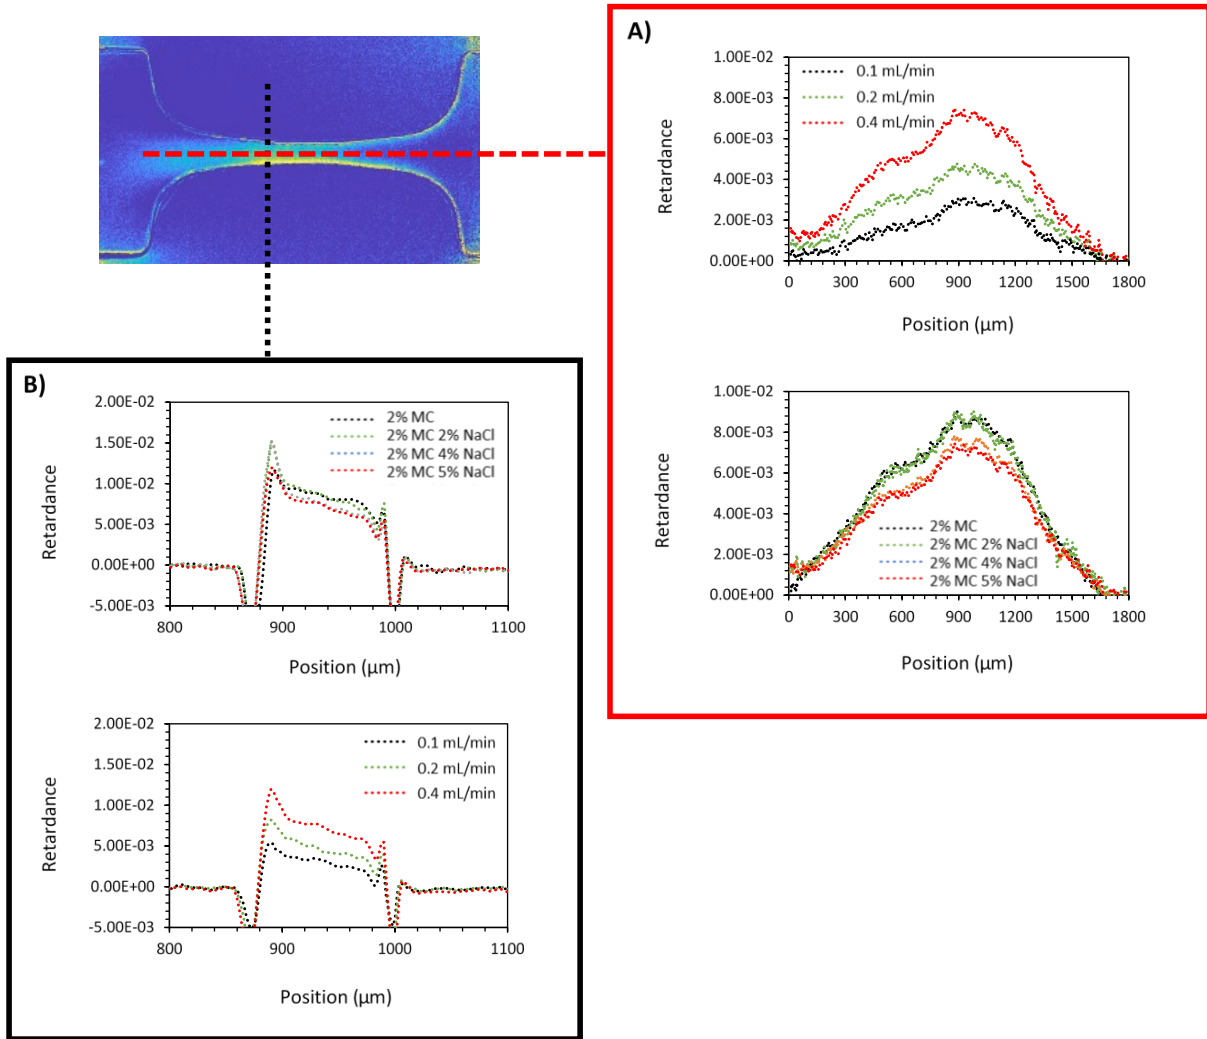 A)
1.00E-02
8.00E-03
6.00E-03
4.00E-03
2.00E-03
0.00E+00
Retardance
0.1 mL/min
0.2 mL/min
0.4 mL/min
0 300 600 900 1200 1500 1800
Position (µm)
1.00E-02
8.00E-03
6.00E-03
4.00E-03
2.00E-03
0.00E+00
Retardance
2% MC
2% MC 2% NaCl
2% MC 4% NaCl
2% MC 5% NaCl
0 300 600 900 1200 1500 1800
Position (µm)
B)
2.00E-02
1.50E-02
1.00E-02
5.00E-03
0.00E+00
-5.00E-03
Retardance
2% MC
2% MC 2% NaCl
2% MC 4% NaCl
2% MC 5% NaCl
800 900 1000 1100
Position (µm)
2.00E-02
1.50E-02
1.00E-02
5.00E-03
0.00E+00
-5.00E-03
Retardance
0.1 mL/min
0.2 mL/min
0.4 mL/min
800 900 1000 1100
Position (µm)